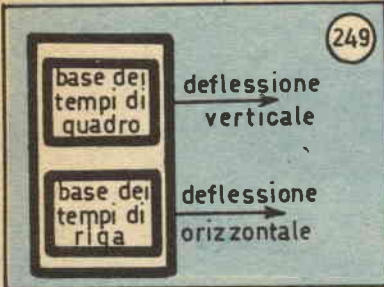 249
base dei
tempi di
quadro
deflessione
verticale
base dei
tempi di
riga
deflessione
orizzontale